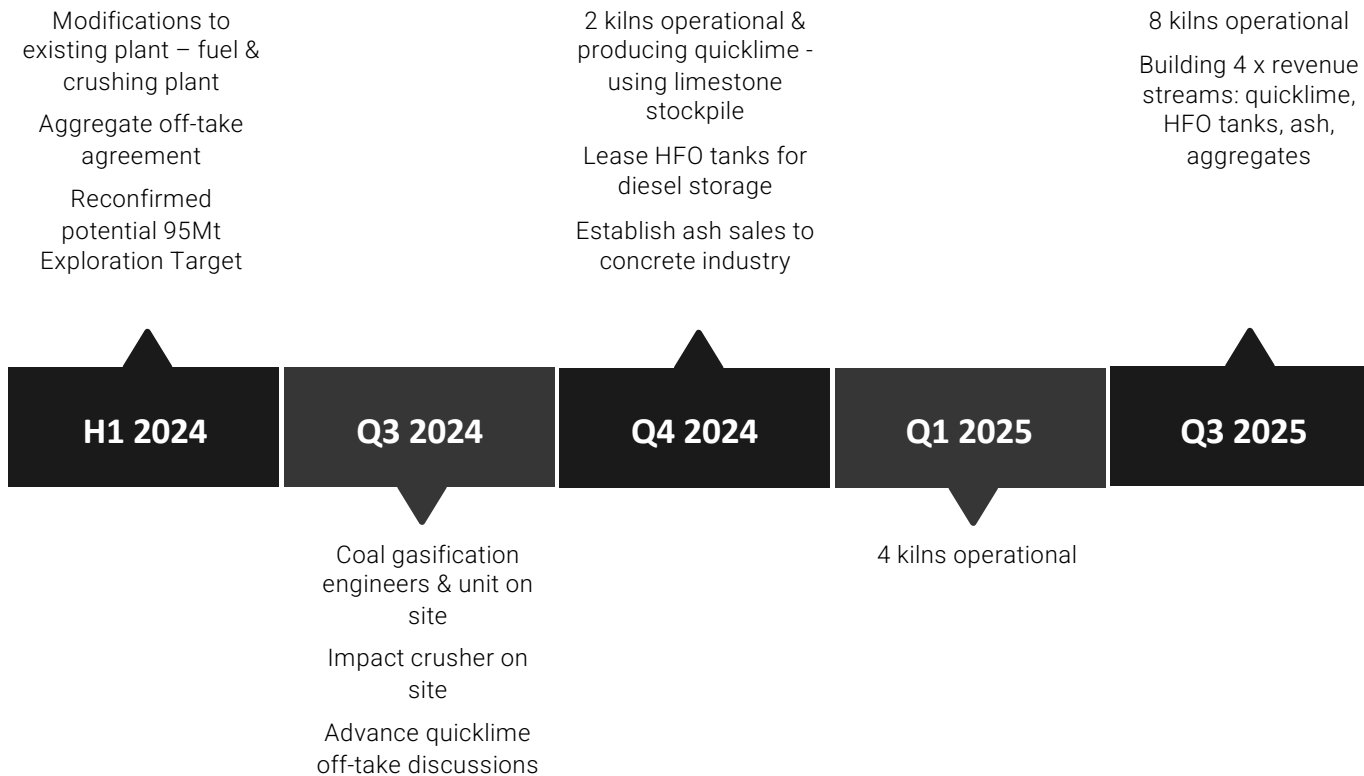 Modifications to
existing plant – fuel &
crushing plant
Aggregate off-take
agreement
Reconfirmed
potential 95Mt
Exploration Target
2 kilns operational &
producing quicklime -
using limestone
stockpile
Lease HFO tanks for
diesel storage
Establish ash sales to
concrete industry
8 kilns operational
Building 4 x revenue
streams: quicklime,
HFO tanks, ash,
aggregates
H1 2024
Q3 2024
Q4 2024
Q1 2025
Q3 2025
Coal gasification
engineers & unit on
site
Impact crusher on
site
Advance quicklime
off-take discussions
4 kilns operational